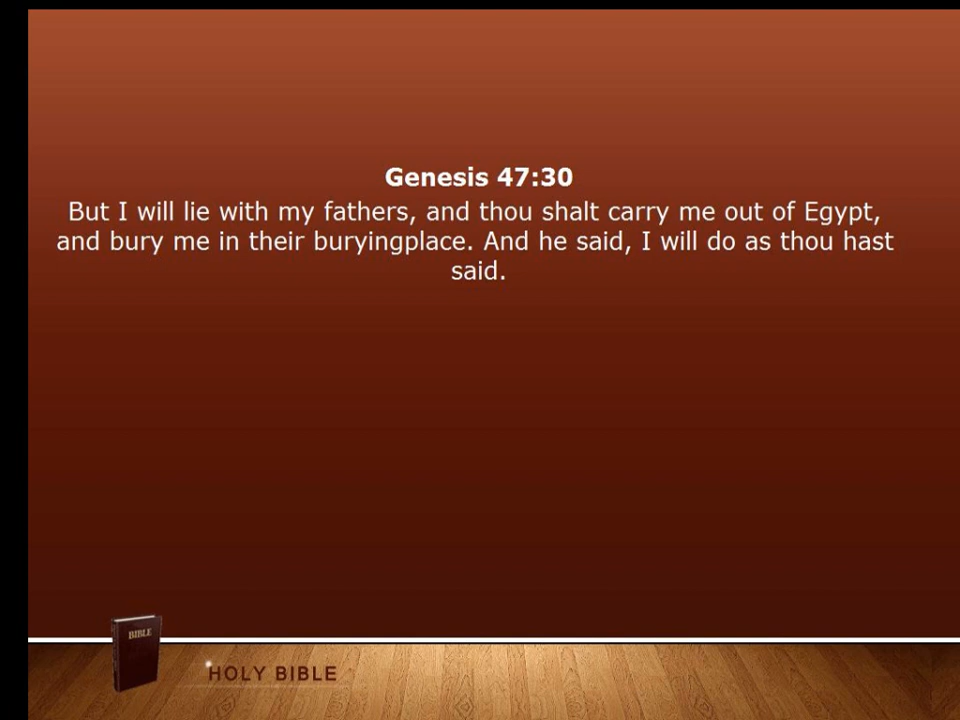 Genesis 47:30
But I will lie with my fathers, and thou shalt carry me out of Egypt,
and bury me in their buryingplace. And he said, I will do as thou hast
said.
BIBLE
HOLY BIBLE